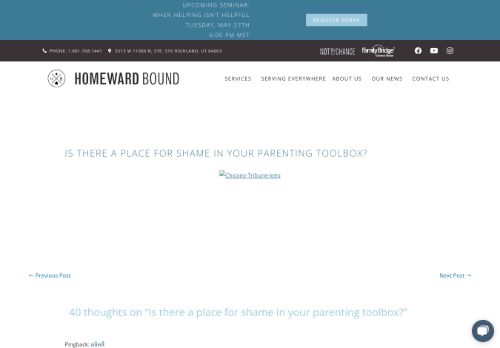 UPCOMING SEMINAR:
WHEN HELPING ISN'T HELPFUL
TUESDAY, MAY 27TH
6:00 PM MST
REGISTER TODAY
PHONE: 1.801.768.1441
5513 W 11000 N, STE. 516 HIGHLAND, UT 84003
NOT BY CHANCE
FamilyBridge
HOMEWARD BOUND
SERVICES
SERVING EVERYWHERE
ABOUT US
OUR NEWS
CONTACT US
IS THERE A PLACE FOR SHAME IN YOUR PARENTING TOOLBOX?
Chicago-Tribune-logo
← Previous Post
Next Post →
40 thoughts on “is there a place for shame in your parenting toolbox?”
Pingback: